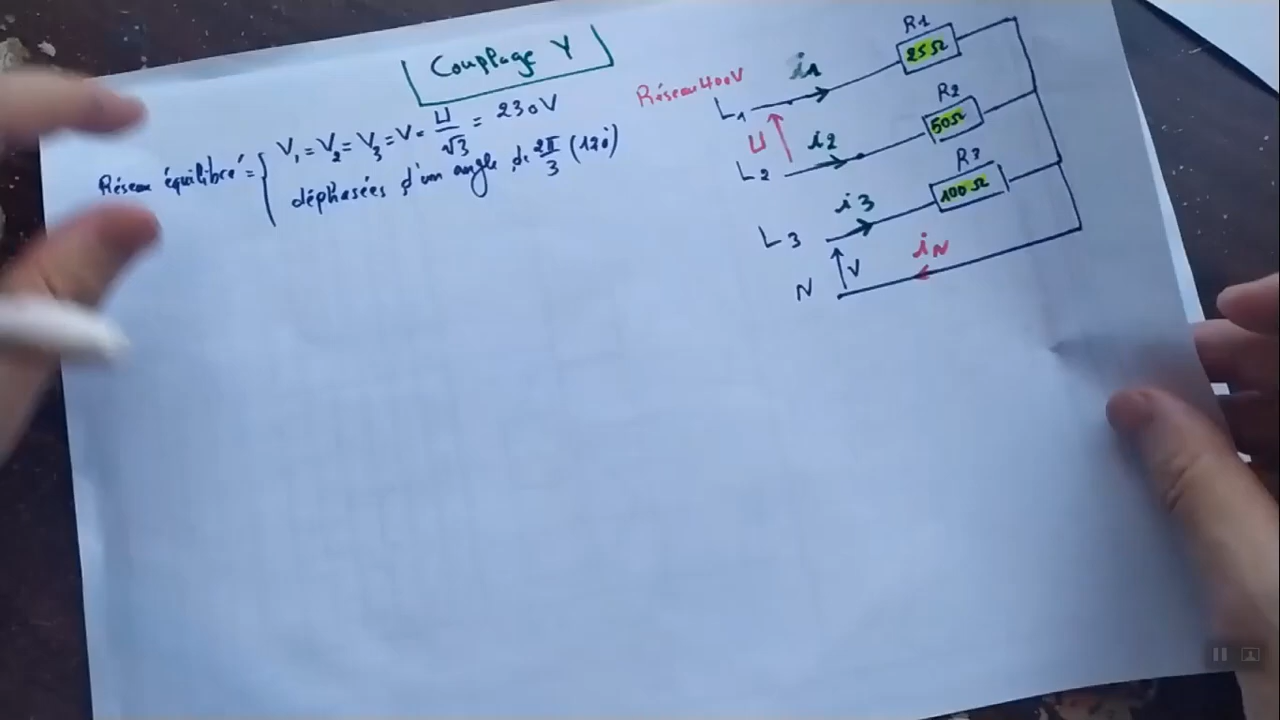 Couplage Y
Réseau équilibré = { V1 = V2 = V3 = V = U/√3 = 230V
déphasées d'un angle de 2π/3 (120°)
Réseau 400V
L1 i1 R1 25Ω
U
L2 i2 R2 50Ω
L3 i3 R3 100Ω
V
N iN